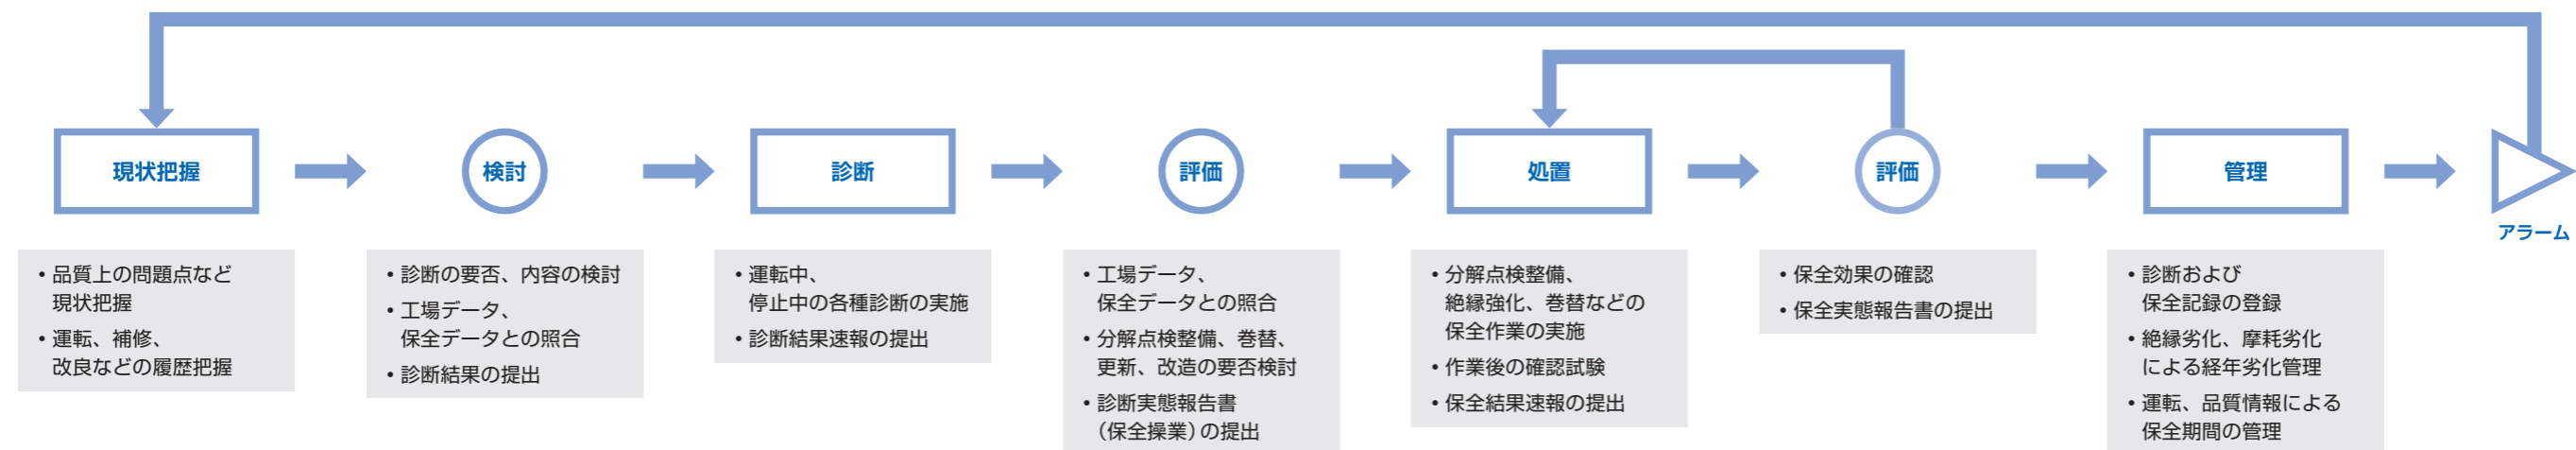 現状把握
検討
診断
評価
処置
評価
管理
アラーム
・品質上の問題点など
現状把握
・運転、補修、
改良などの履歴把握
・診断の要否、内容の検討
・工場データ、
保全データとの照合
・診断結果の提出
・運転中、
停止中の各種診断の実施
・診断結果速報の提出
・工場データ、
保全データとの照合
・分解点検整備、巻替、
更新、改造の要否検討
・診断実態報告書
（保全操業）の提出
・分解点検整備、
絶縁強化、巻替などの
保全作業の実施
・作業後の確認試験
・保全結果速報の提出
・保全効果の確認
・保全実態報告書の提出
・診断および
保全記録の登録
・絶縁劣化、摩耗劣化
による経年劣化管理
・運転、品質情報による
保全期間の管理